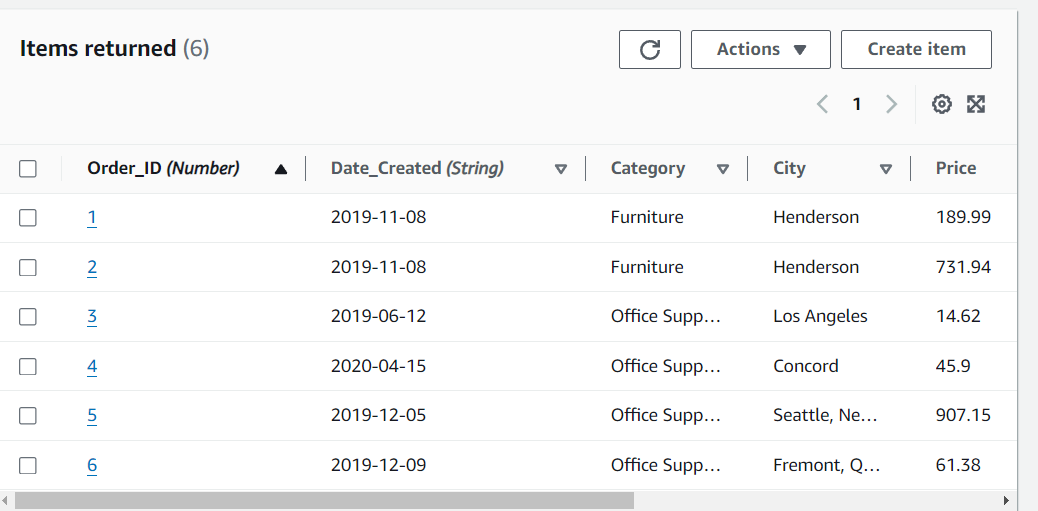 Items returned (6)
Actions
Create item
1
Order_ID (Number) Date_Created (String) Category City Price
1 2019-11-08 Furniture Henderson 189.99
2 2019-11-08 Furniture Henderson 731.94
3 2019-06-12 Office Supp... Los Angeles 14.62
4 2020-04-15 Office Supp... Concord 45.9
5 2019-12-05 Office Supp... Seattle, Ne... 907.15
6 2019-12-09 Office Supp... Fremont, Q... 61.38